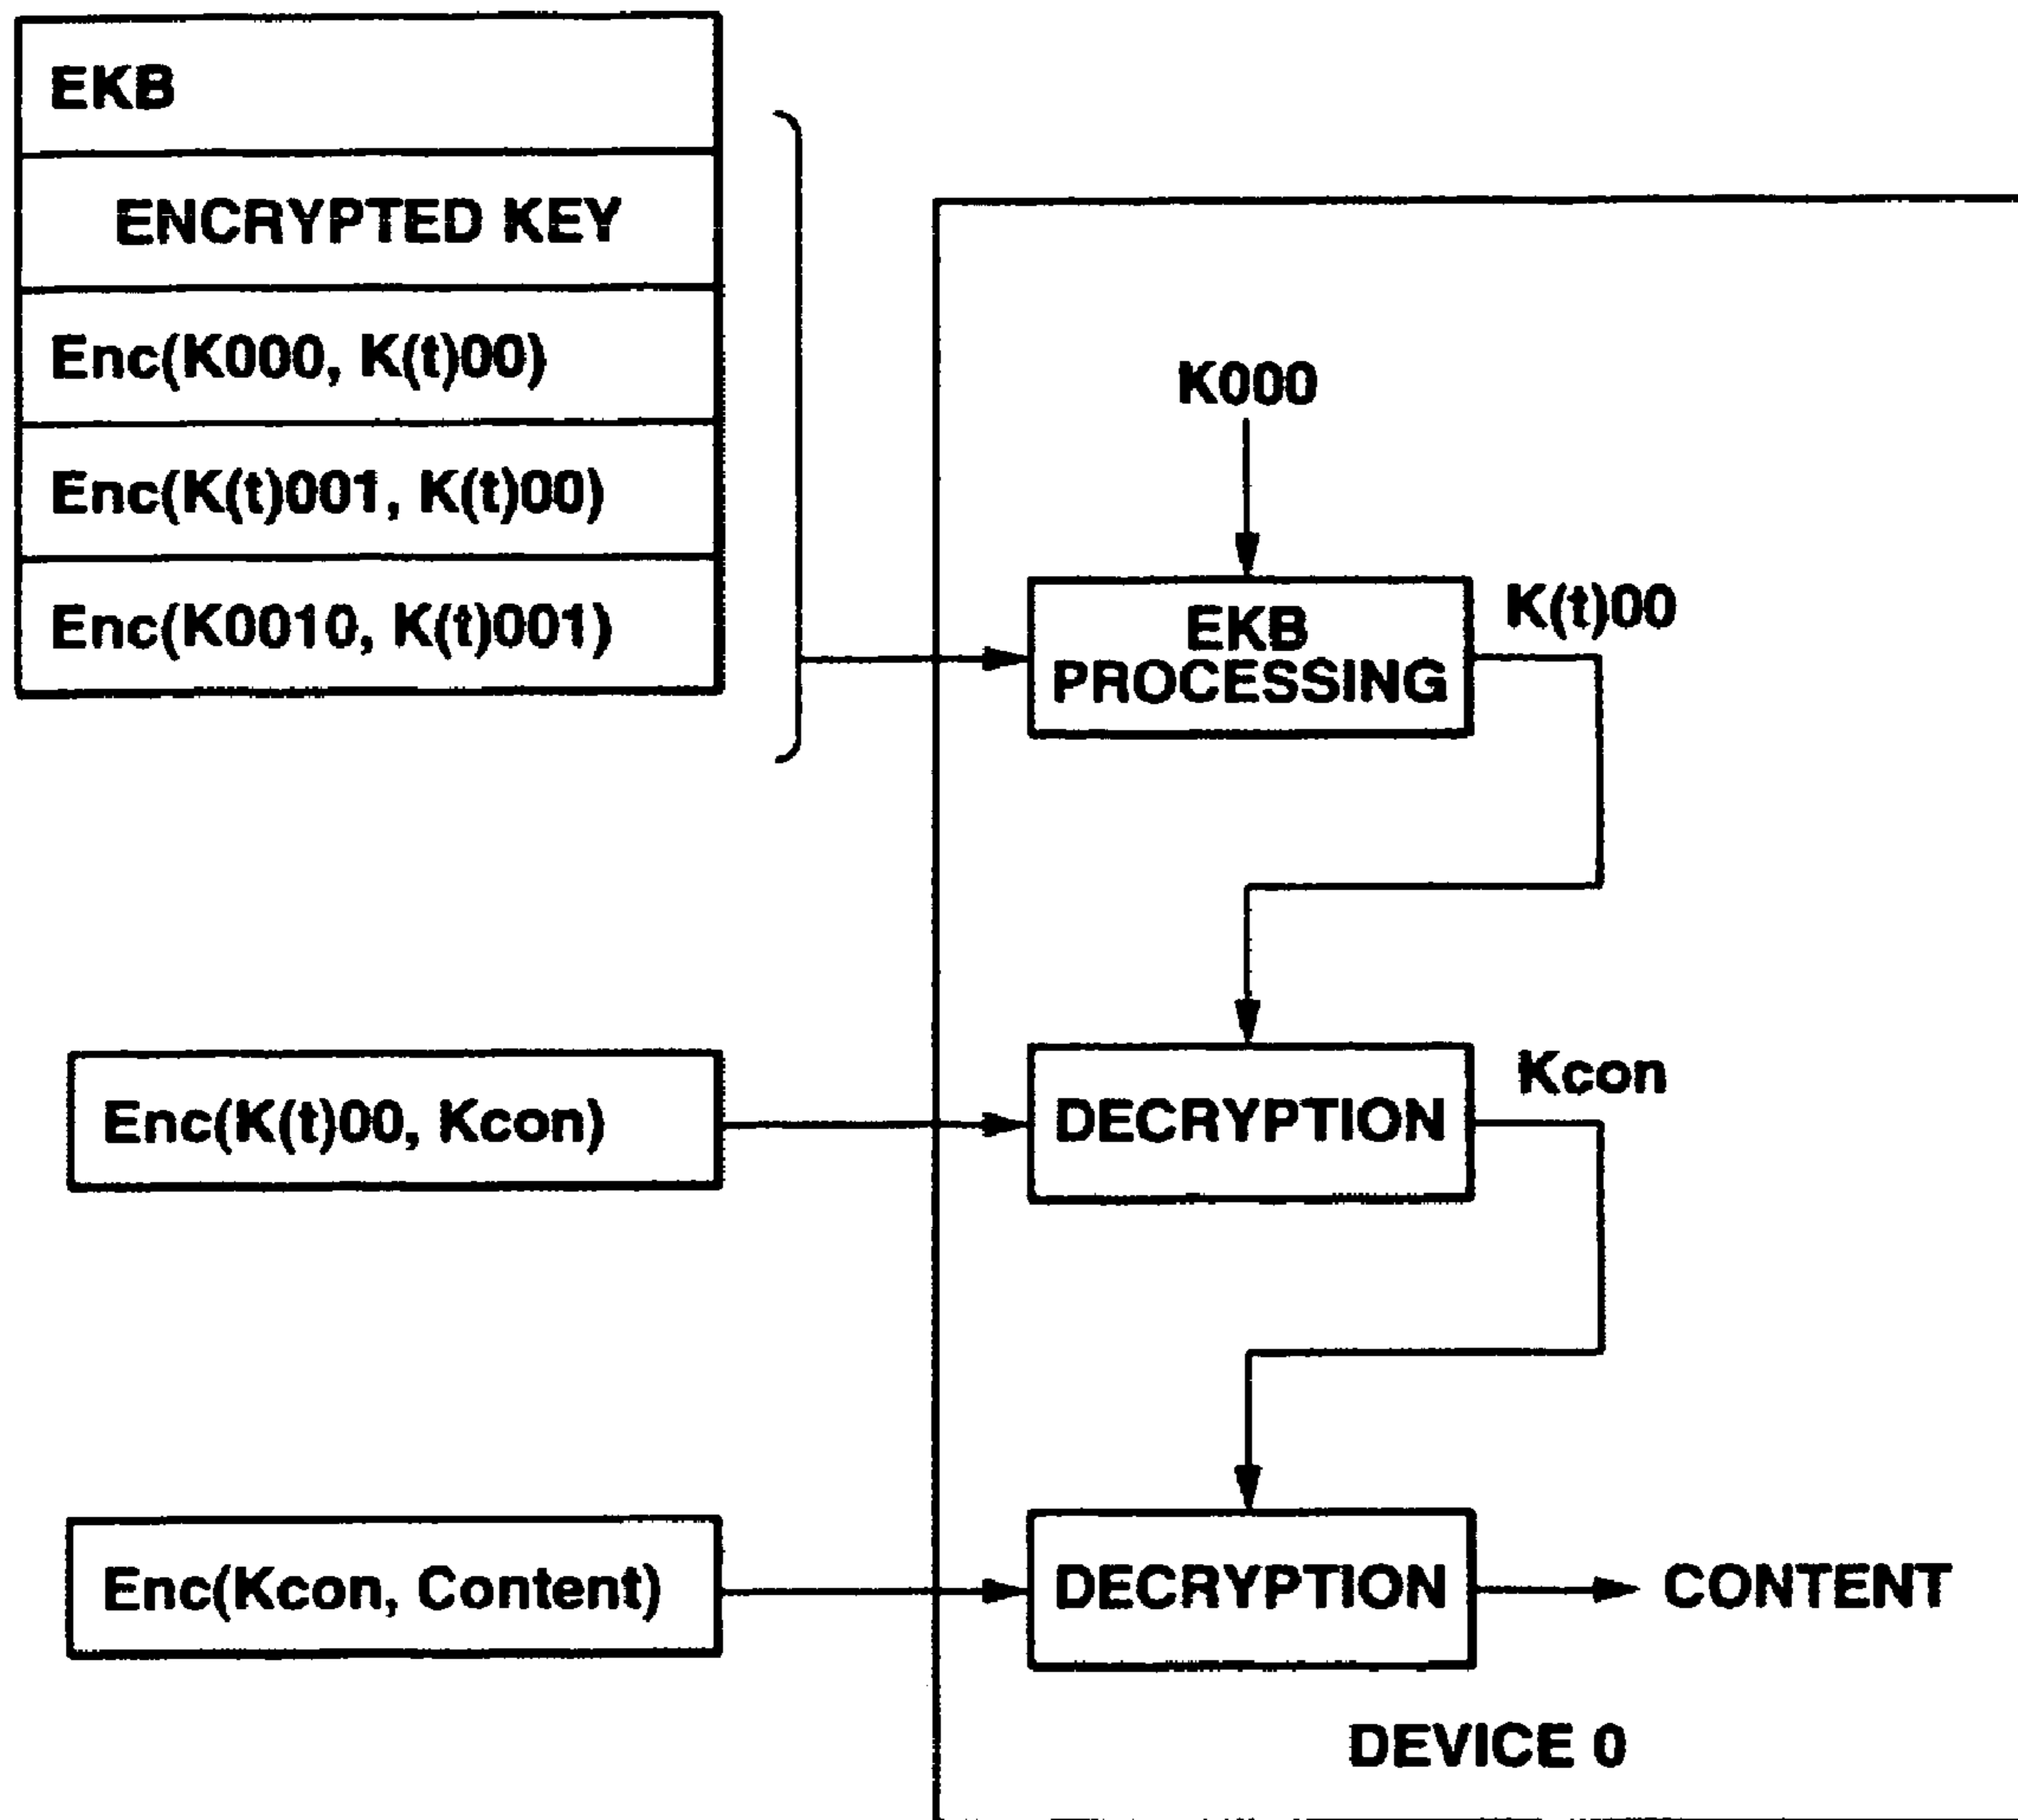 EKB
ENCRYPTED KEY
Enc(K000, K(t)00)
Enc(K(t)001, K(t)00)
Enc(K0010, K(t)001)
K000
EKB
PROCESSING
K(t)00
Enc(K(t)00, Kcon)
DECRYPTION
Kcon
Enc(Kcon, Content)
DECRYPTION
CONTENT
DEVICE 0